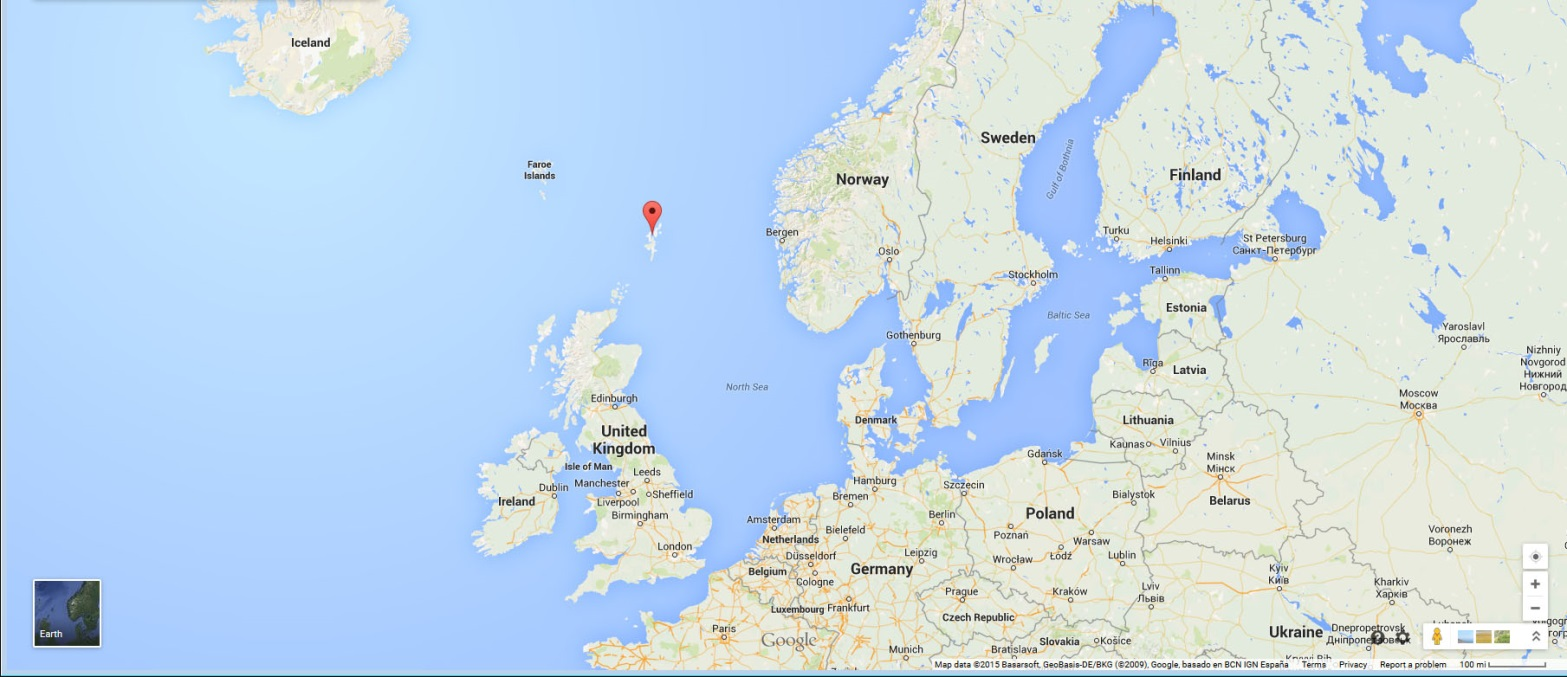 Iceland
Faroe
Islands
Sweden
Norway
Finland
Gulf of Bothnia
Bergen
Oslo
Turku
Helsinki
St Petersburg
Санкт-Петербург
Stockholm
Tallinn
Estonia
Baltic Sea
Gothenburg
Yaroslavl
Ярославль
Nizhniy
Novgorod
Нижний
Новгород
Rīga
Latvia
North Sea
Edinburgh
Moscow
Москва
Denmark
Lithuania
United
Kingdom
Kaunas
Vilnius
Gdańsk
Minsk
Мінск
Isle of Man
Leeds
Dublin
Manchester
Sheffield
Hamburg
Szczecin
Ireland
Liverpool
Bremen
Bialystok
Belarus
Birmingham
Amsterdam
Berlin
Poland
Bielefeld
Poznań
Voronezh
Воронеж
London
Netherlands
Warsaw
Düsseldorf
Leipzig
Łódź
Lublin
Belgium
Cologne
Germany
Wrocław
Kyiv
Київ
Kharkiv
Харків
Prague
Kraków
Lviv
Львів
Luxembourg
Frankfurt
Czech Republic
Earth
Paris
Google
Slovakia
Košice
Ukraine
Dnepropetrovsk
Munich
Map data ©2015 Basarsoft, GeoBasis-DE/BKG (©2009), Google, basado en BCN IGN España
Terms
Privacy
Report a problem
100 mi